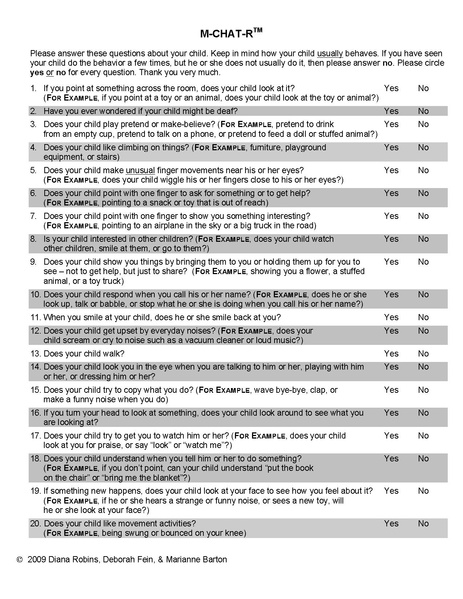 M-CHAT-R™
Please answer these questions about your child. Keep in mind how your child usually behaves. If you have seen
your child do the behavior a few times, but he or she does not usually do it, then please answer no. Please circle
yes or no for every question. Thank you very much.
1. If you point at something across the room, does your child look at it? Yes No
(FOR EXAMPLE, if you point at a toy or an animal, does your child look at the toy or animal?)
2. Have you ever wondered if your child might be deaf? Yes No
3. Does your child play pretend or make-believe? (FOR EXAMPLE, pretend to drink Yes No
from an empty cup, pretend to talk on a phone, or pretend to feed a doll or stuffed animal?)
4. Does your child like climbing on things? (FOR EXAMPLE, furniture, playground Yes No
equipment, or stairs)
5. Does your child make unusual finger movements near his or her eyes? Yes No
(FOR EXAMPLE, does your child wiggle his or her fingers close to his or her eyes?)
6. Does your child point with one finger to ask for something or to get help? Yes No
(FOR EXAMPLE, pointing to a snack or toy that is out of reach)
7. Does your child point with one finger to show you something interesting? Yes No
(FOR EXAMPLE, pointing to an airplane in the sky or a big truck in the road)
8. Is your child interested in other children? (FOR EXAMPLE, does your child watch Yes No
other children, smile at them, or go to them?)
9. Does your child show you things by bringing them to you or holding them up for you to Yes No
see – not to get help, but just to share? (FOR EXAMPLE, showing you a flower, a stuffed
animal, or a toy truck)
10. Does your child respond when you call his or her name? (FOR EXAMPLE, does he or she Yes No
look up, talk or babble, or stop what he or she is doing when you call his or her name?)
11. When you smile at your child, does he or she smile back at you? Yes No
12. Does your child get upset by everyday noises? (FOR EXAMPLE, does your Yes No
child scream or cry to noise such as a vacuum cleaner or loud music?)
13. Does your child walk? Yes No
14. Does your child look you in the eye when you are talking to him or her, playing with him Yes No
or her, or dressing him or her?
15. Does your child try to copy what you do? (FOR EXAMPLE, wave bye-bye, clap, or Yes No
make a funny noise when you do)
16. If you turn your head to look at something, does your child look around to see what you Yes No
are looking at?
17. Does your child try to get you to watch him or her? (FOR EXAMPLE, does your child Yes No
look at you for praise, or say “look” or “watch me”?)
18. Does your child understand when you tell him or her to do something? Yes No
(FOR EXAMPLE, if you don’t point, can your child understand “put the book
on the chair” or “bring me the blanket”?)
19. If something new happens, does your child look at your face to see how you feel about it? Yes No
(FOR EXAMPLE, if he or she hears a strange or funny noise, or sees a new toy, will
he or she look at your face?)
20. Does your child like movement activities? Yes No
(FOR EXAMPLE, being swung or bounced on your knee)
© 2009 Diana Robins, Deborah Fein, & Marianne Barton